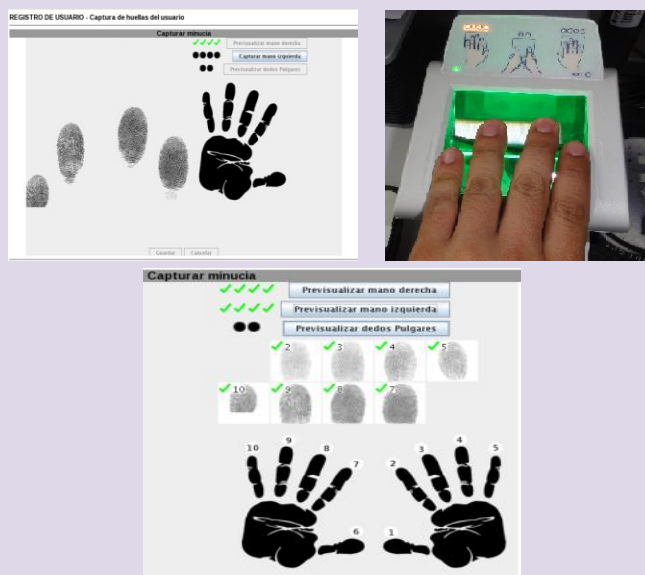 REGISTRO DE USUARIO - Captura de huellas del usuario
Capturar minucia
Previsualizar mano derecha
Capturar mano izquierda
Previsualizar dedos Pulgares
Guardar Cancelar
Capturar minucia
Previsualizar mano derecha
Previsualizar mano izquierda
Previsualizar dedos Pulgares
2 3 4 5
10 9 8 7
10 9 8 7 2 3 4 5
6 1